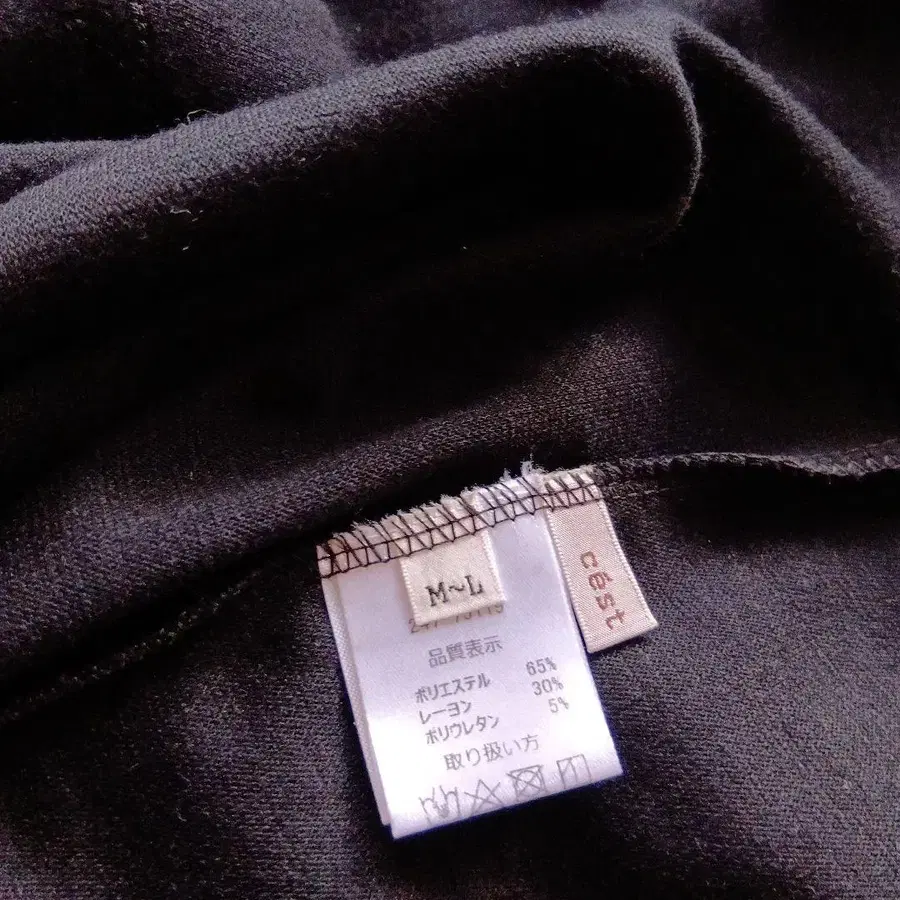 M~L
品質表示
ポリエステル 65%
レーヨン 30%
ポリウレタン 5%
取り扱い方
cést